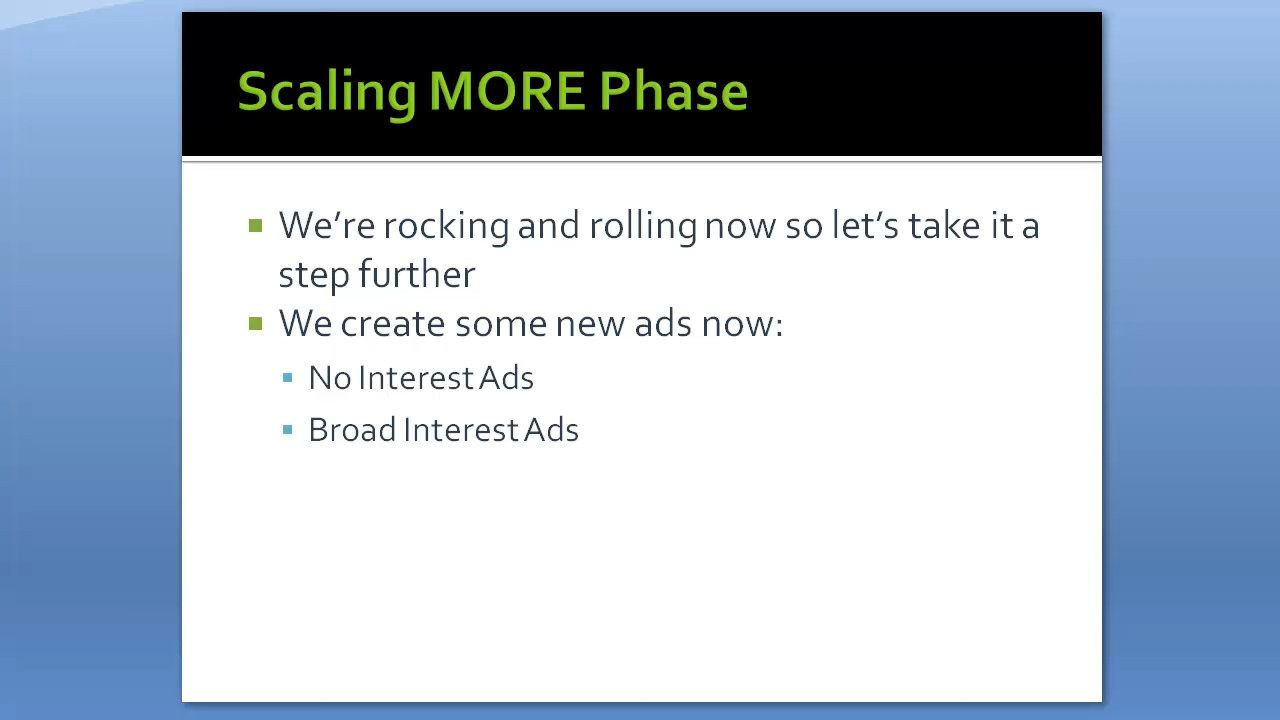 Scaling MORE Phase
We're rocking and rolling now so let's take it a
step further
We create some new ads now:
No Interest Ads
Broad Interest Ads